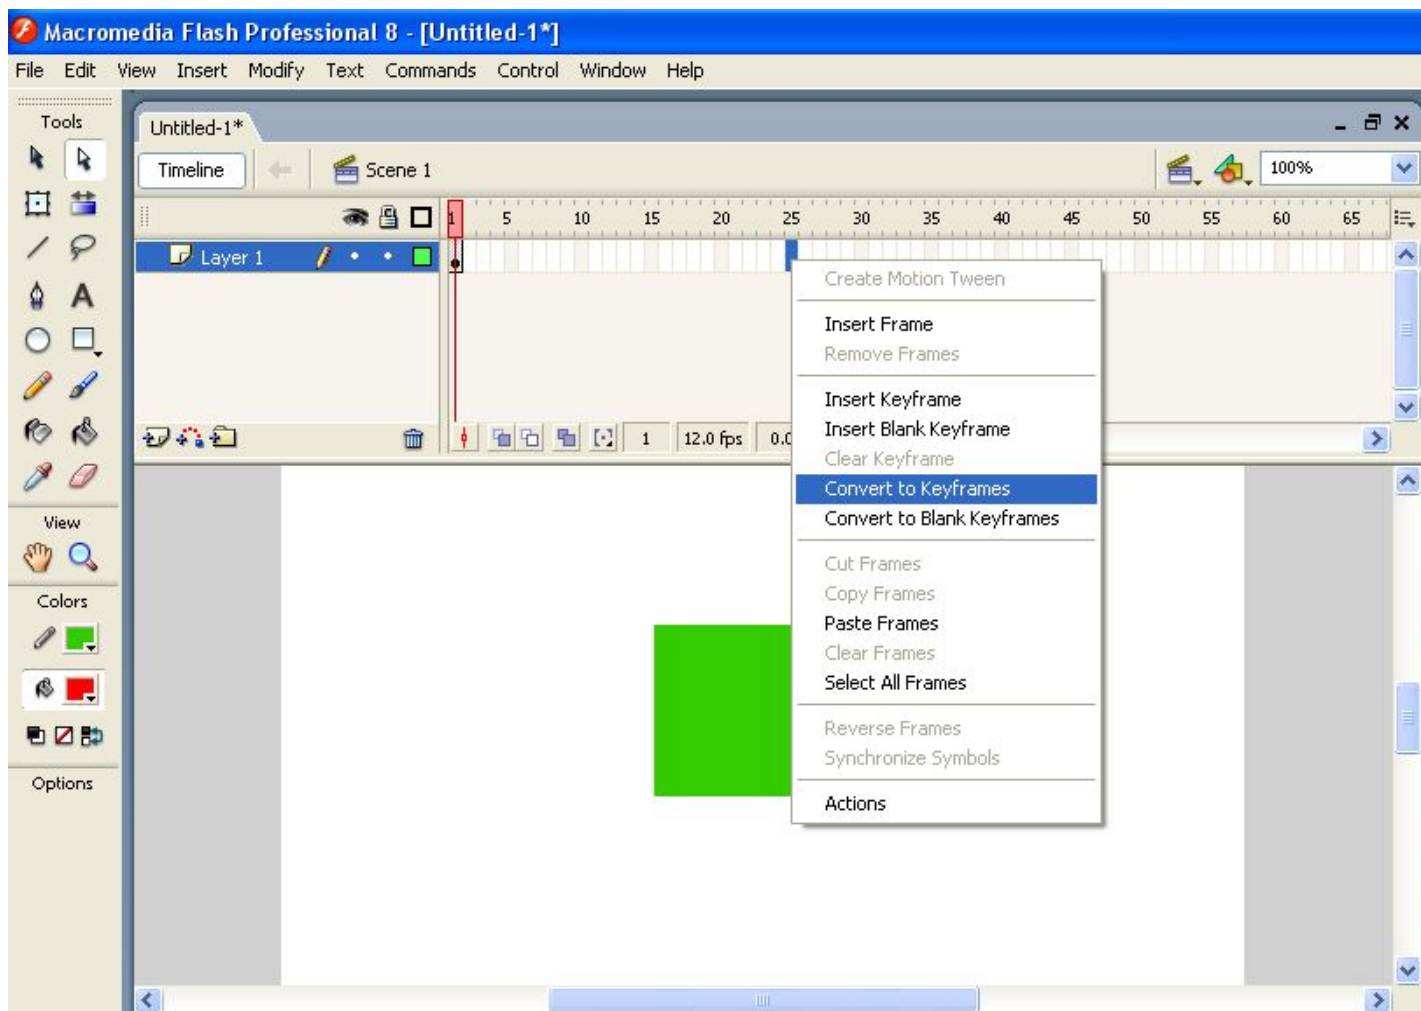 Macromedia Flash Professional 8 - [Untitled-1*]
File Edit View Insert Modify Text Commands Control Window Help
Tools
Untitled-1*
Timeline Scene 1 100%
1 5 10 15 20 25 30 35 40 45 50 55 60 65
Layer 1
1 12.0 fps
Create Motion Tween
Insert Frame
Remove Frames
Insert Keyframe
Insert Blank Keyframe
Clear Keyframe
Convert to Keyframes
Convert to Blank Keyframes
Cut Frames
Copy Frames
Paste Frames
Clear Frames
Select All Frames
Reverse Frames
Synchronize Symbols
Actions
View
Colors
Options